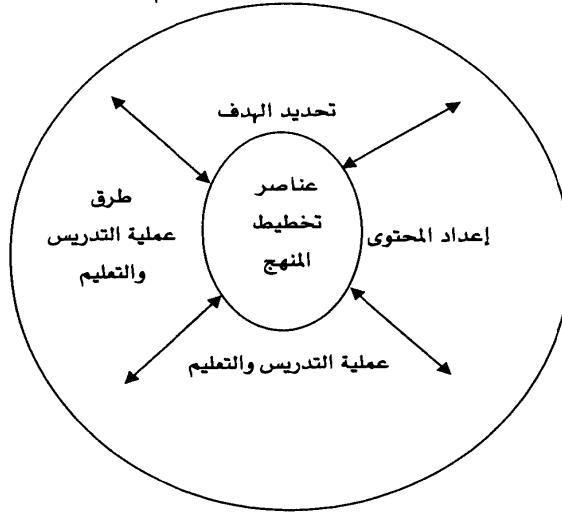 تحديد الهدف
عناصر
تخطيط
المنهج
إعداد المحتوى
طرق
عملية التدريس
والتعليم
عملية التدريس والتعليم